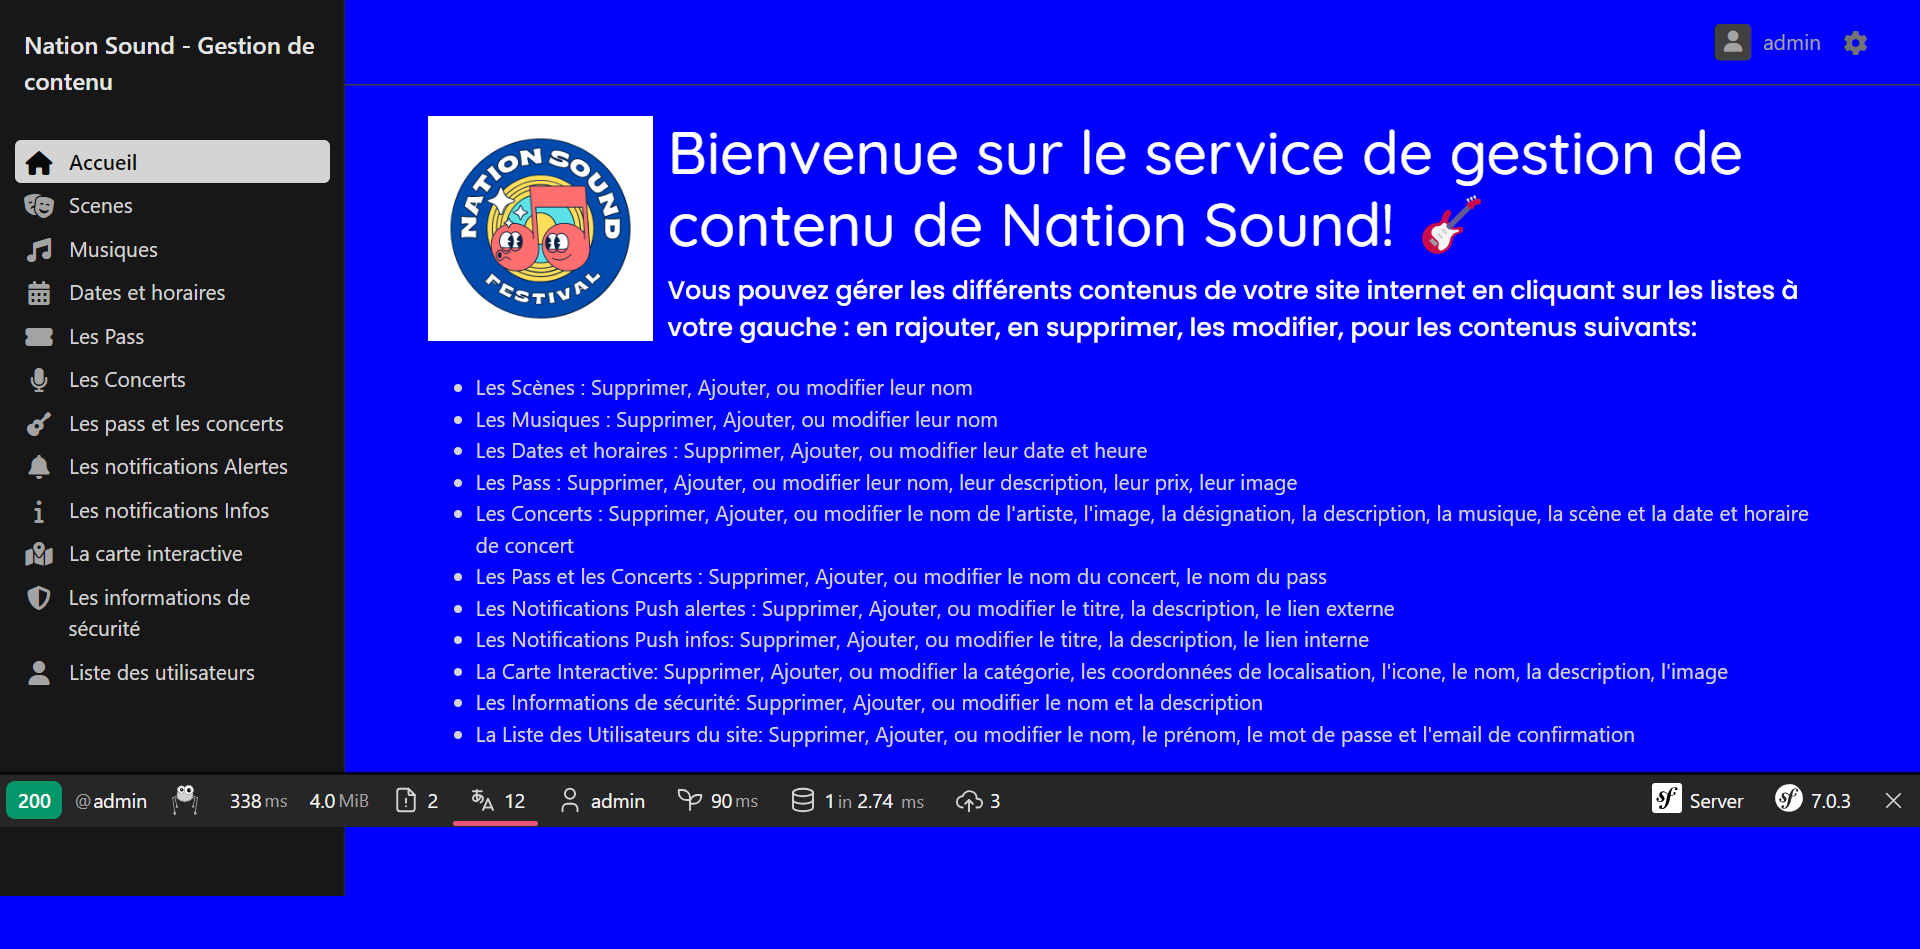 Nation Sound - Gestion de
contenu
Accueil
Scenes
Musiques
Dates et horaires
Les Pass
Les Concerts
Les pass et les concerts
Les notifications Alertes
Les notifications Infos
La carte interactive
Les informations de
sécurité
Liste des utilisateurs
admin
NATION SOUND
FESTIVAL
Bienvenue sur le service de gestion de
contenu de Nation Sound! 🎸
Vous pouvez gérer les différents contenus de votre site internet en cliquant sur les listes à
votre gauche : en rajouter, en supprimer, les modifier, pour les contenus suivants:
• Les Scènes : Supprimer, Ajouter, ou modifier leur nom
• Les Musiques : Supprimer, Ajouter, ou modifier leur nom
• Les Dates et horaires : Supprimer, Ajouter, ou modifier leur date et heure
• Les Pass : Supprimer, Ajouter, ou modifier leur nom, leur description, leur prix, leur image
• Les Concerts : Supprimer, Ajouter, ou modifier le nom de l'artiste, l'image, la désignation, la description, la musique, la scène et la date et horaire
de concert
• Les Pass et les Concerts : Supprimer, Ajouter, ou modifier le nom du concert, le nom du pass
• Les Notifications Push alertes : Supprimer, Ajouter, ou modifier le titre, la description, le lien externe
• Les Notifications Push infos: Supprimer, Ajouter, ou modifier le titre, la description, le lien interne
• La Carte Interactive: Supprimer, Ajouter, ou modifier la catégorie, les coordonnées de localisation, l'icone, le nom, la description, l'image
• Les Informations de sécurité: Supprimer, Ajouter, ou modifier le nom et la description
• La Liste des Utilisateurs du site: Supprimer, Ajouter, ou modifier le nom, le prénom, le mot de passe et l'email de confirmation
200 @admin 338 ms 4.0 MiB 2 12 admin 90 ms 1 in 2.74 ms 3 sf Server sf 7.0.3